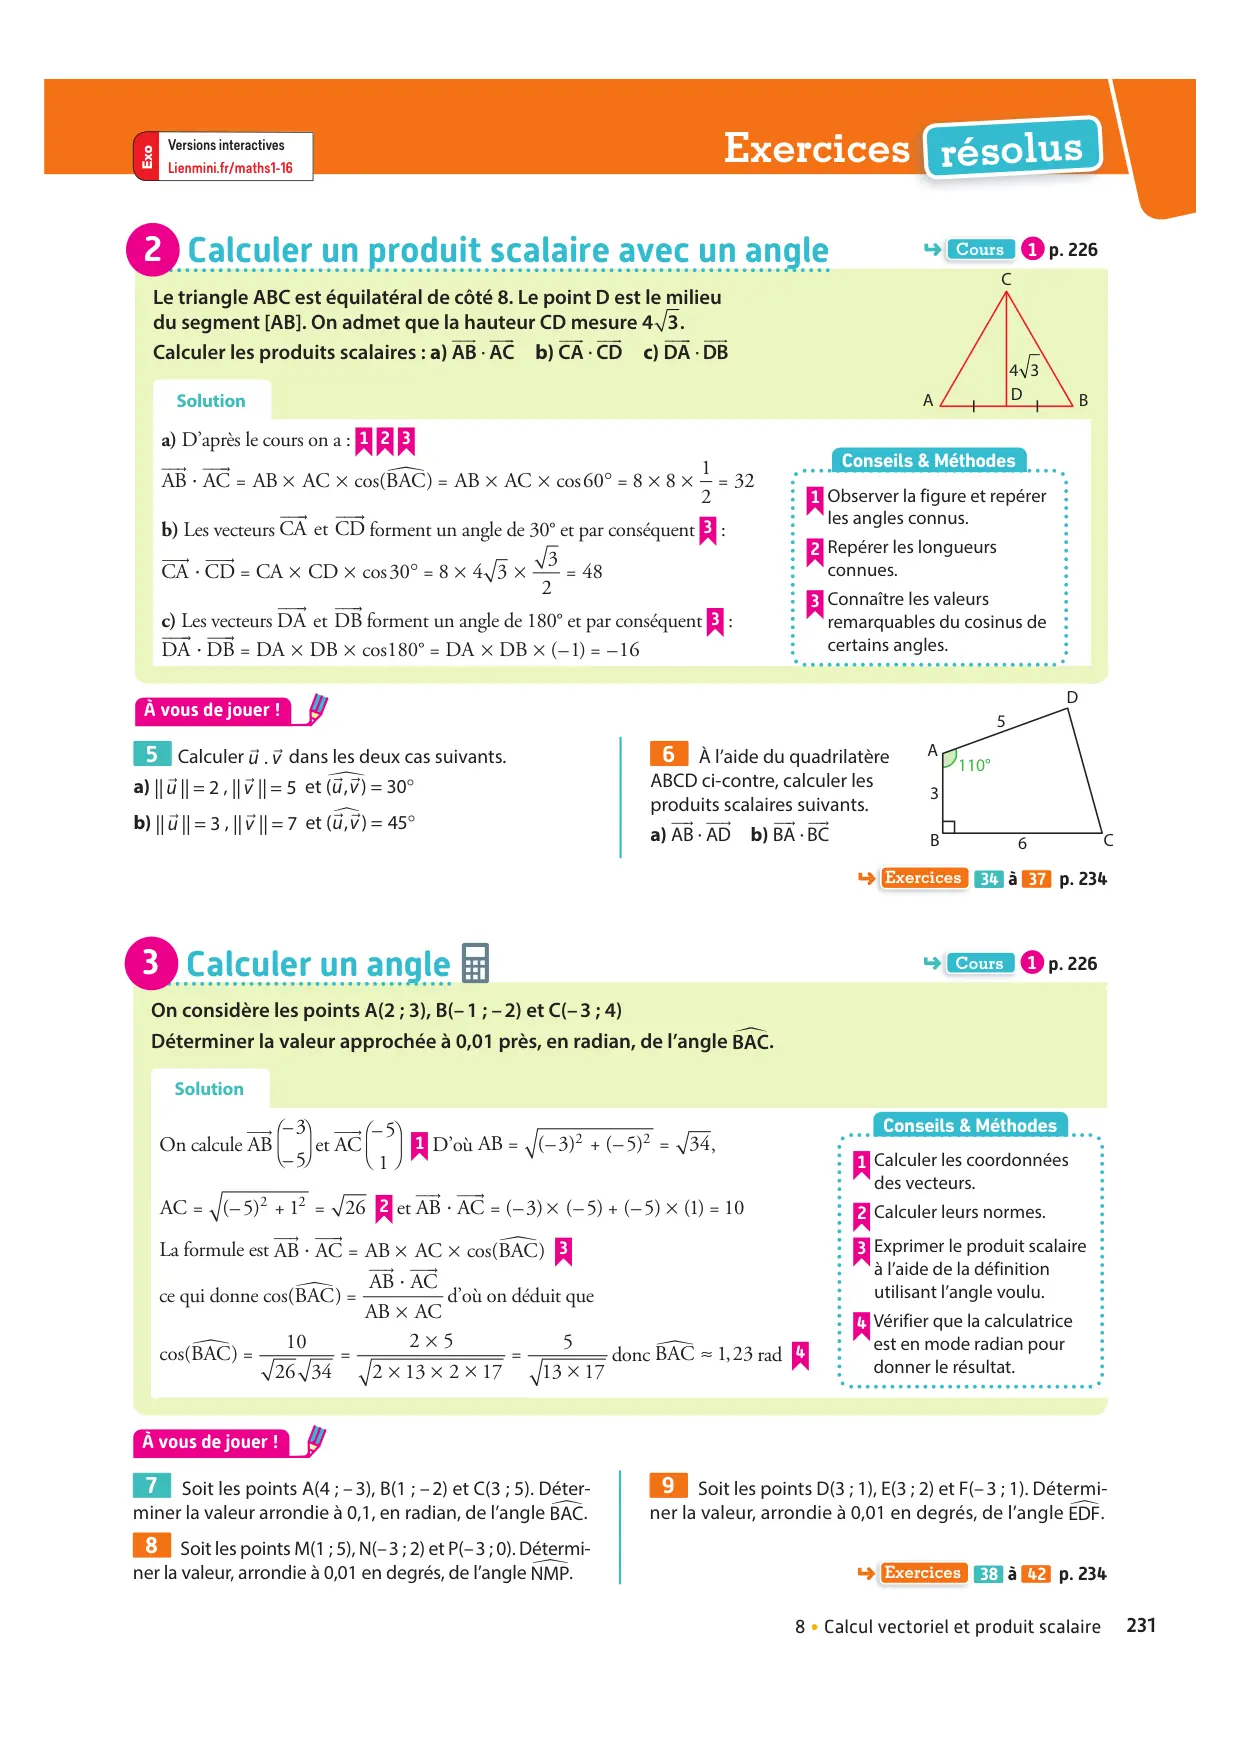 Exo
Versions interactives
Lienmini.fr/maths1-16
Exercices résolus
2 Calculer un produit scalaire avec un angle
Cours 1 p. 226
Le triangle ABC est équilatéral de côté 8. Le point D est le milieu
du segment [AB]. On admet que la hauteur CD mesure 4√3.
Calculer les produits scalaires : a) AB⃗ · AC⃗ b) CA⃗ · CD⃗ c) DA⃗ · DB⃗
C
4√3
A D B
Solution
a) D'après le cours on a : 1 2 3
AB⃗ · AC⃗ = AB × AC × cos(BAC) = AB × AC × cos60° = 8 × 8 × 1/2 = 32
b) Les vecteurs CA⃗ et CD⃗ forment un angle de 30° et par conséquent 3 :
CA⃗ · CD⃗ = CA × CD × cos30° = 8 × 4√3 × √3/2 = 48
c) Les vecteurs DA⃗ et DB⃗ forment un angle de 180° et par conséquent 3 :
DA⃗ · DB⃗ = DA × DB × cos180° = DA × DB × (–1) = –16
Conseils & Méthodes
1 Observer la figure et repérer
les angles connus.
2 Repérer les longueurs
connues.
3 Connaître les valeurs
remarquables du cosinus de
certains angles.
À vous de jouer !
5 Calculer u⃗ . v⃗ dans les deux cas suivants.
a) ||u⃗|| = 2 , ||v⃗|| = 5 et (u⃗,v⃗) = 30°
b) ||u⃗|| = 3 , ||v⃗|| = 7 et (u⃗,v⃗) = 45°
6 À l'aide du quadrilatère
ABCD ci-contre, calculer les
produits scalaires suivants.
a) AB⃗ · AD⃗ b) BA⃗ · BC⃗
D
5
A
110°
3
B 6 C
Exercices 34 à 37 p. 234
3 Calculer un angle
Cours 1 p. 226
On considère les points A(2 ; 3), B(– 1 ; – 2) et C(– 3 ; 4)
Déterminer la valeur approchée à 0,01 près, en radian, de l'angle BAC.
Solution
On calcule AB⃗ (–3 –5) et AC⃗ (–5 1) 1 D'où AB = √((–3)² + (–5)²) = √34,
AC = √((–5)² + 1²) = √26 2 et AB⃗ · AC⃗ = (–3) × (–5) + (–5) × (1) = 10
La formule est AB⃗ · AC⃗ = AB × AC × cos(BAC) 3
ce qui donne cos(BAC) = AB⃗ · AC⃗ / AB × AC d'où on déduit que
cos(BAC) = 10/√26√34 = 2 × 5/√(2 × 13 × 2 × 17) = 5/√(13 × 17) donc BAC ≈ 1,23 rad 4
Conseils & Méthodes
1 Calculer les coordonnées
des vecteurs.
2 Calculer leurs normes.
3 Exprimer le produit scalaire
à l'aide de la définition
utilisant l'angle voulu.
4 Vérifier que la calculatrice
est en mode radian pour
donner le résultat.
À vous de jouer !
7 Soit les points A(4 ; – 3), B(1 ; – 2) et C(3 ; 5). Déter-
miner la valeur arrondie à 0,1, en radian, de l'angle BAC.
8 Soit les points M(1 ; 5), N(– 3 ; 2) et P(– 3 ; 0). Détermi-
ner la valeur, arrondie à 0,01 en degrés, de l'angle NMP.
9 Soit les points D(3 ; 1), E(3 ; 2) et F(– 3 ; 1). Détermi-
ner la valeur, arrondie à 0,01 en degrés, de l'angle EDF.
Exercices 38 à 42 p. 234
8 • Calcul vectoriel et produit scalaire 231